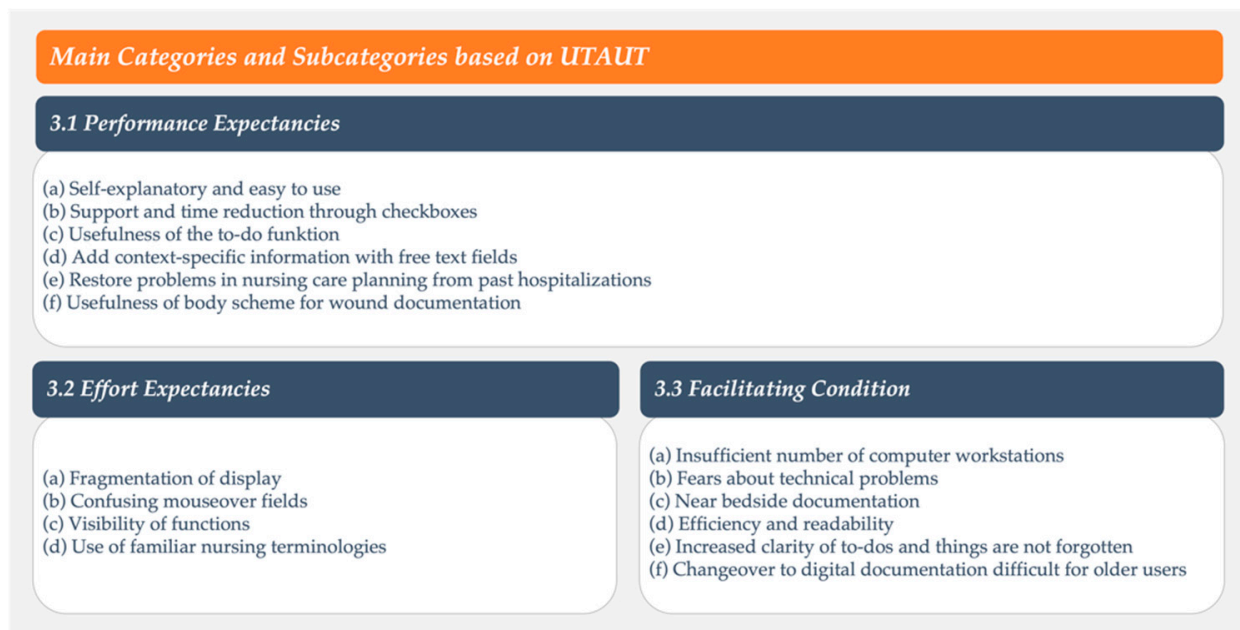 Main Categories and Subcategories based on UTAUT
3.1 Performance Expectancies
(a) Self-explanatory and easy to use
(b) Support and time reduction through checkboxes
(c) Usefulness of the to-do funktion
(d) Add context-specific information with free text fields
(e) Restore problems in nursing care planning from past hospitalizations
(f) Usefulness of body scheme for wound documentation
3.2 Effort Expectancies
(a) Fragmentation of display
(b) Confusing mouseover fields
(c) Visibility of functions
(d) Use of familiar nursing terminologies
3.3 Facilitating Condition
(a) Insufficient number of computer workstations
(b) Fears about technical problems
(c) Near bedside documentation
(d) Efficiency and readability
(e) Increased clarity of to-dos and things are not forgotten
(f) Changeover to digital documentation difficult for older users